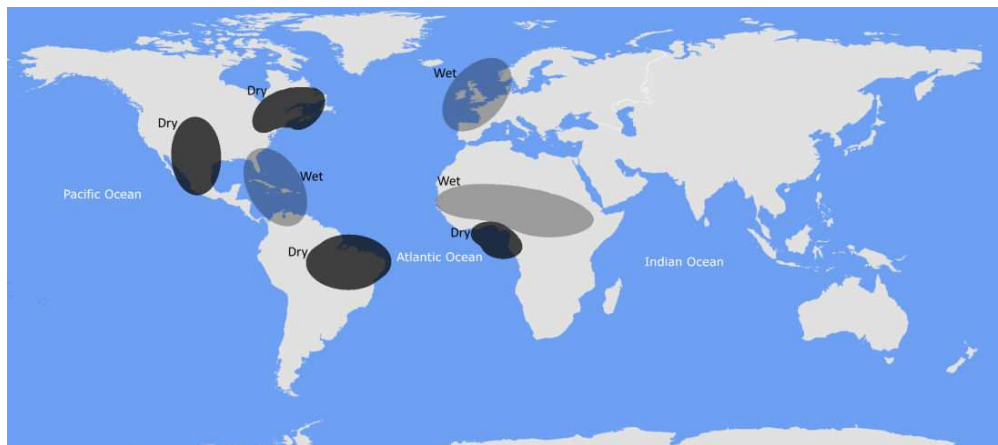 Wet
Dry
Dry
Wet
Wet
Pacific Ocean
Dry
Dry
Atlantic Ocean
Indian Ocean